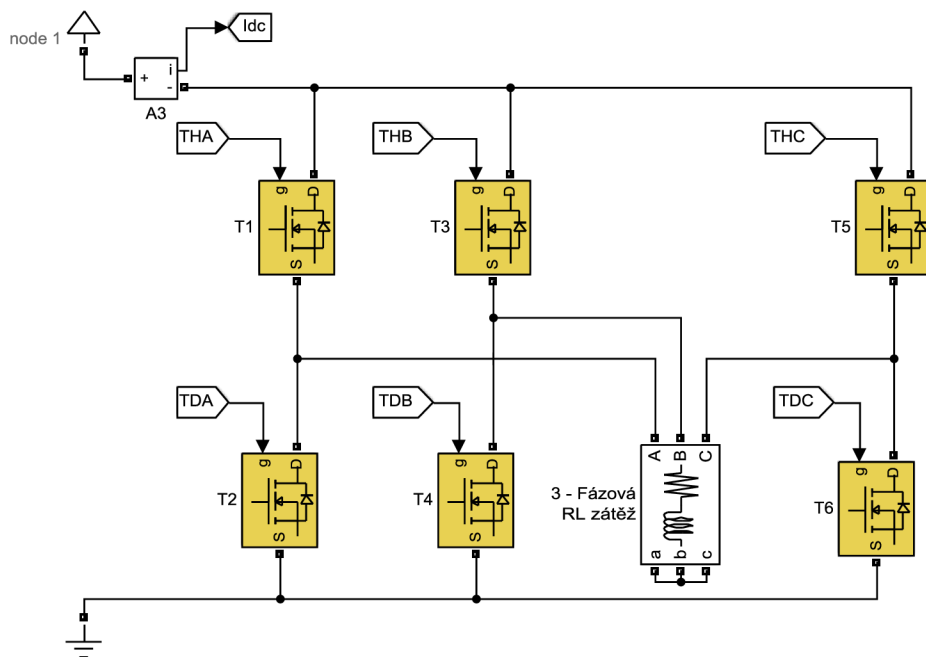 node 1
Idc
+
i
-
A3
THA
THB
THC
g
D
T1
S
g
D
T3
S
g
D
T5
S
TDA
TDB
TDC
g
D
T2
S
g
D
T4
S
A B C
3 - Fázová
RL zátěž
a b c
g
D
T6
S